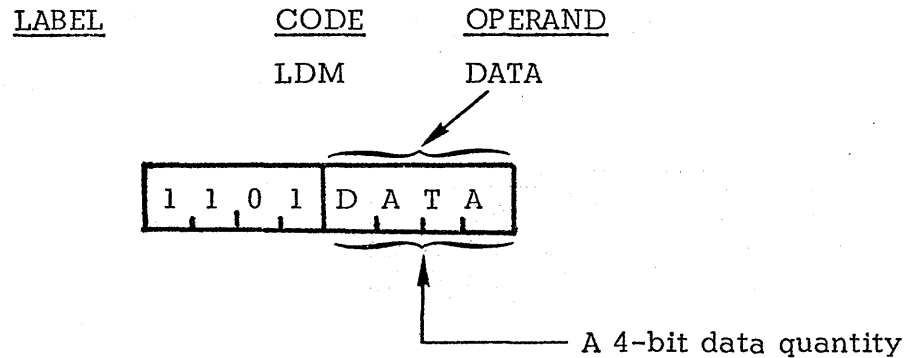 LABEL CODE OPERAND
LDM DATA
1 1 0 1 D A T A
A 4-bit data quantity